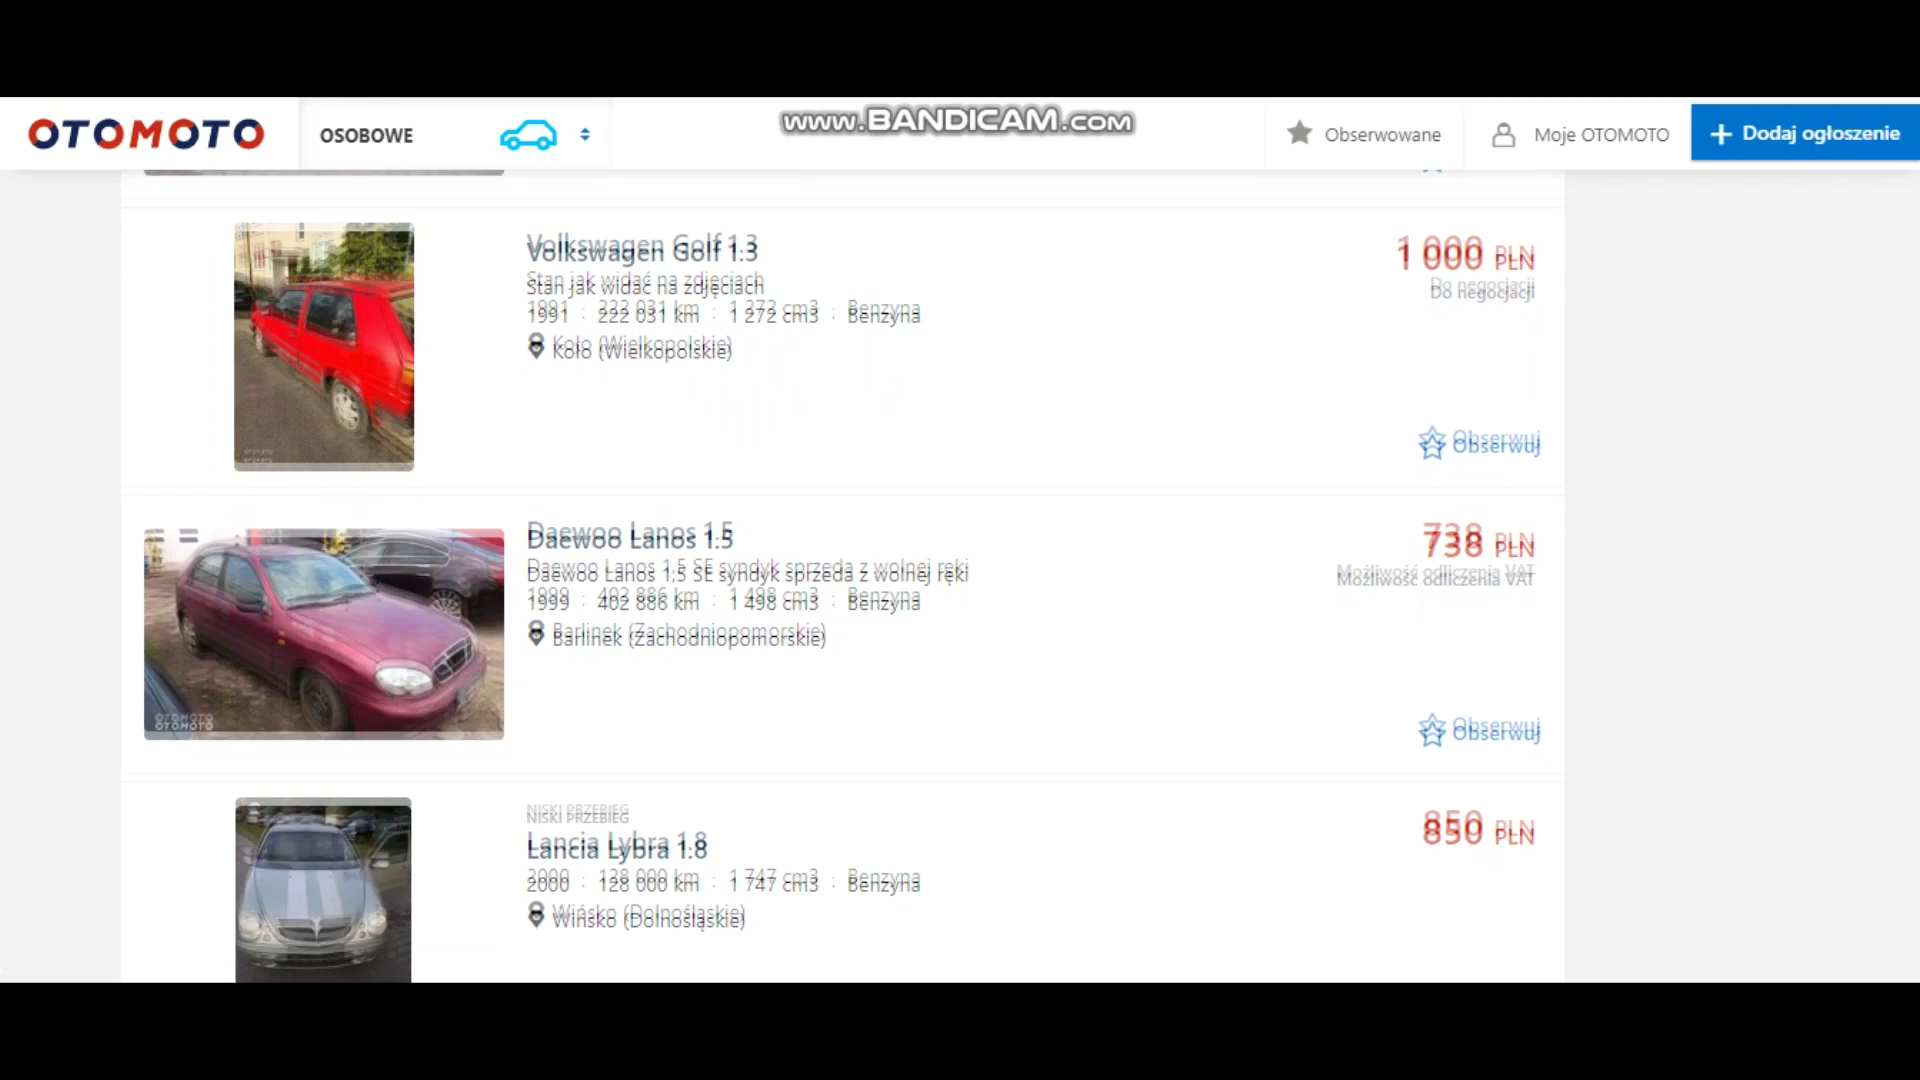 OTOMOTO
OSOBOWE
www.BANDICAM.com
Obserwowane
Moje OTOMOTO
+ Dodaj ogłoszenie
Volkswagen Golf 1.3
1 000 PLN
Stan jak widać na zdjęciach
Do negocjacji
1991 : 222 031 km : 1 272 cm3 : Benzyna
Koło (Wielkopolskie)
Obserwuj
Daewoo Lanos 1.5
738 PLN
Daewoo Lanos 1,5 SE syndyk sprzeda z wolnej ręki
Możliwość odliczenia VAT
1999 : 402 886 km : 1 498 cm3 : Benzyna
Barlinek (Zachodniopomorskie)
OTOMOTO
Obserwuj
NISKI PRZEBIEG
Lancia Lybra 1.8
850 PLN
2000 : 128 000 km : 1 747 cm3 : Benzyna
Wińsko (Dolnośląskie)